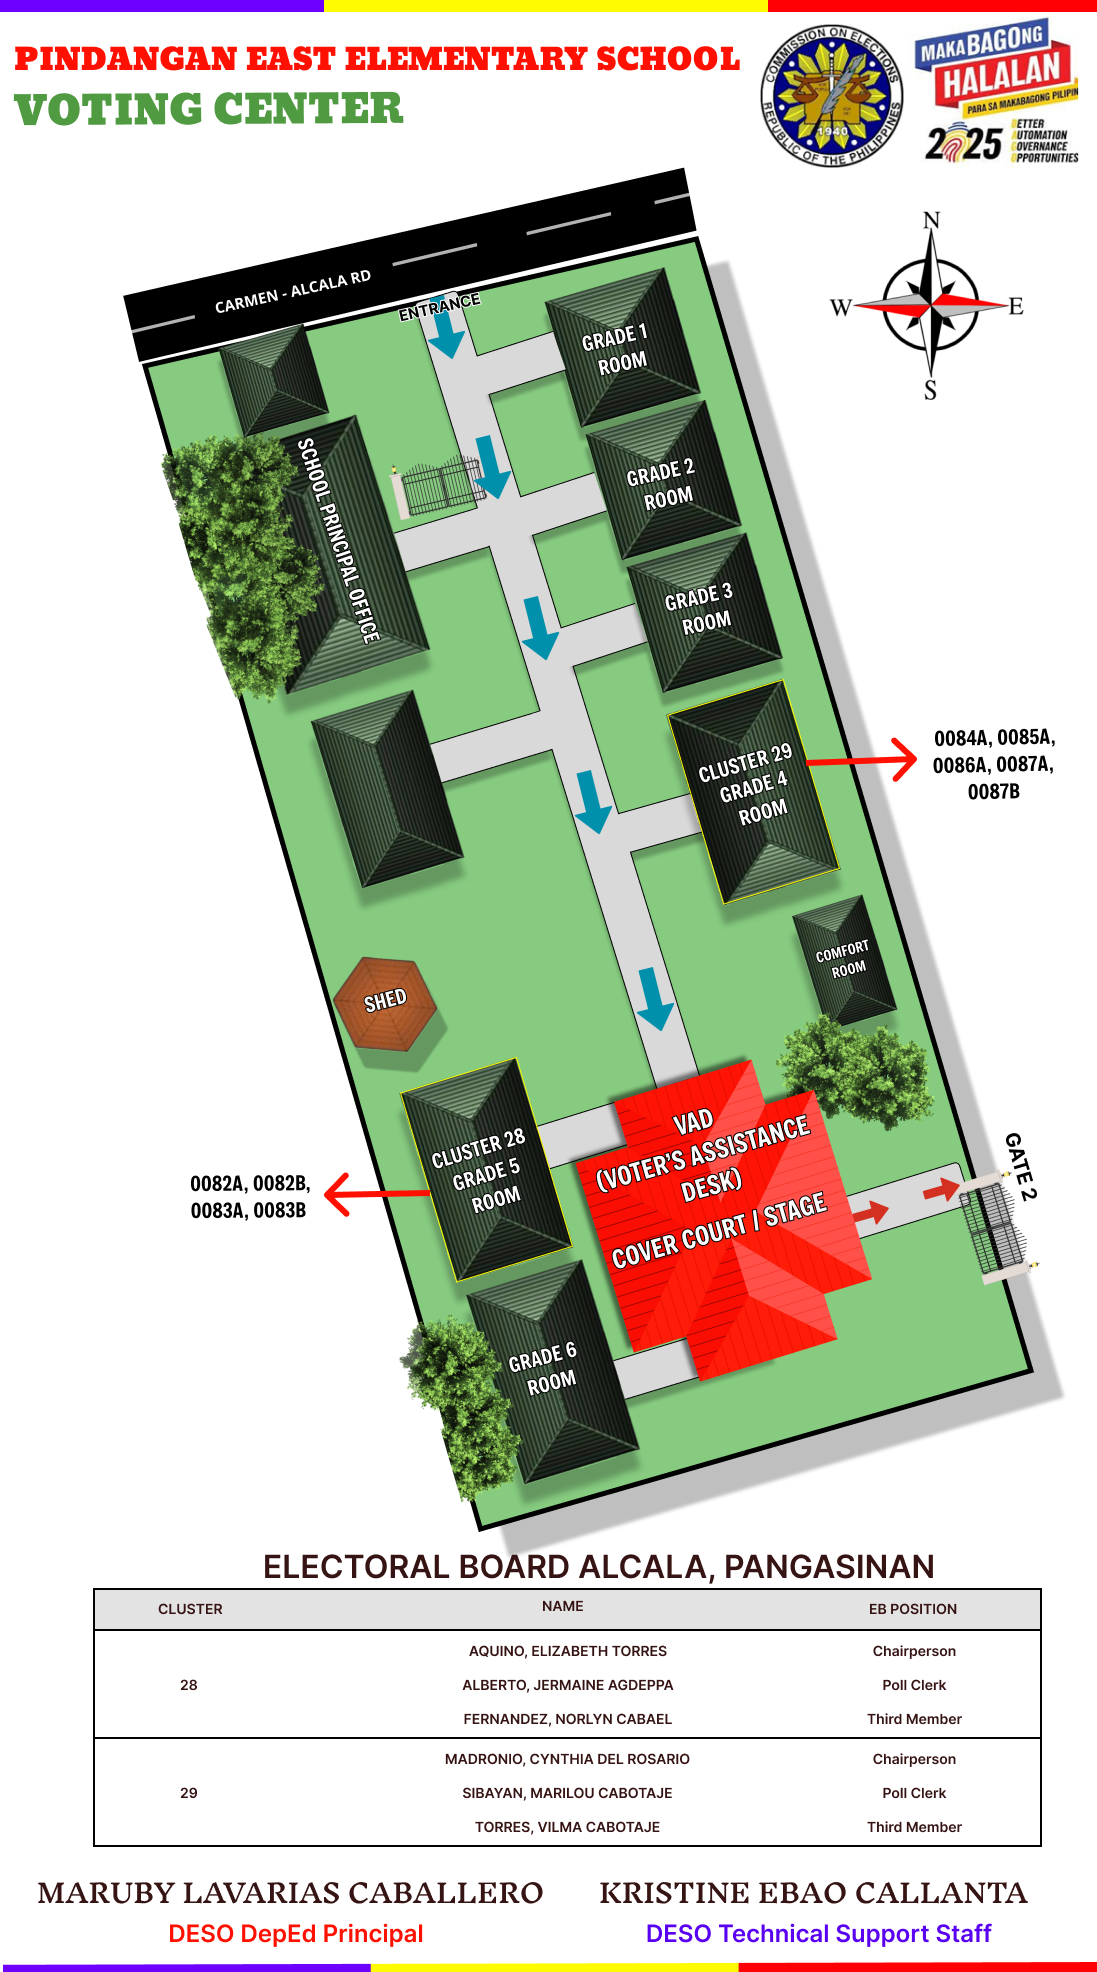 PINDANGAN EAST ELEMENTARY SCHOOL
VOTING CENTER
COMMISSION ON ELECTIONS
REPUBLIC OF THE PHILIPPINES
1940
MAKABAGONG
HALALAN
PARA SA MAKABAGONG PILIPIN
2025
BETTER
AUTOMATION
GOVERNANCE
OPPORTUNITIES
N
W
E
S
CARMEN - ALCALA RD
ENTRANCE
GRADE 1
ROOM
GRADE 2
ROOM
SCHOOL PRINCIPAL OFFICE
GRADE 3
ROOM
CLUSTER 29
GRADE 4
ROOM
0084A, 0085A,
0086A, 0087A,
0087B
COMFORT
ROOM
SHED
VAD
(VOTER'S ASSISTANCE
DESK)
COVER COURT / STAGE
GATE 2
CLUSTER 28
GRADE 5
ROOM
0082A, 0082B,
0083A, 0083B
GRADE 6
ROOM
ELECTORAL BOARD ALCALA, PANGASINAN
CLUSTER NAME EB POSITION
AQUINO, ELIZABETH TORRES Chairperson
28 ALBERTO, JERMAINE AGDEPPA Poll Clerk
FERNANDEZ, NORLYN CABAEL Third Member
MADRONIO, CYNTHIA DEL ROSARIO Chairperson
29 SIBAYAN, MARILOU CABOTAJE Poll Clerk
TORRES, VILMA CABOTAJE Third Member
MARUBY LAVARIAS CABALLERO
DESO DepEd Principal
KRISTINE EBAO CALLANTA
DESO Technical Support Staff